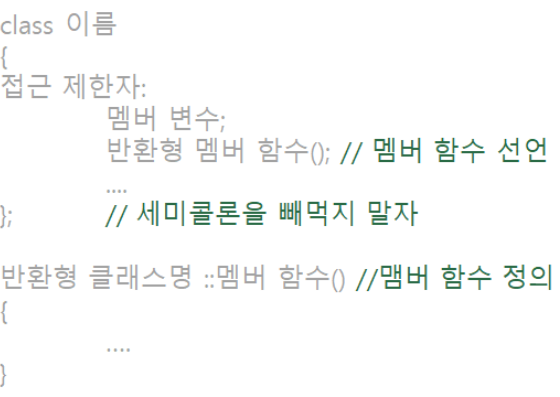 class 이름
{
접근 제한자:
멤버 변수;
반환형 멤버 함수(); // 멤버 함수 선언
....
}; // 세미콜론을 빼먹지 말자
반환형 클래스명 ::멤버 함수() //맴버 함수 정의
{
....
}